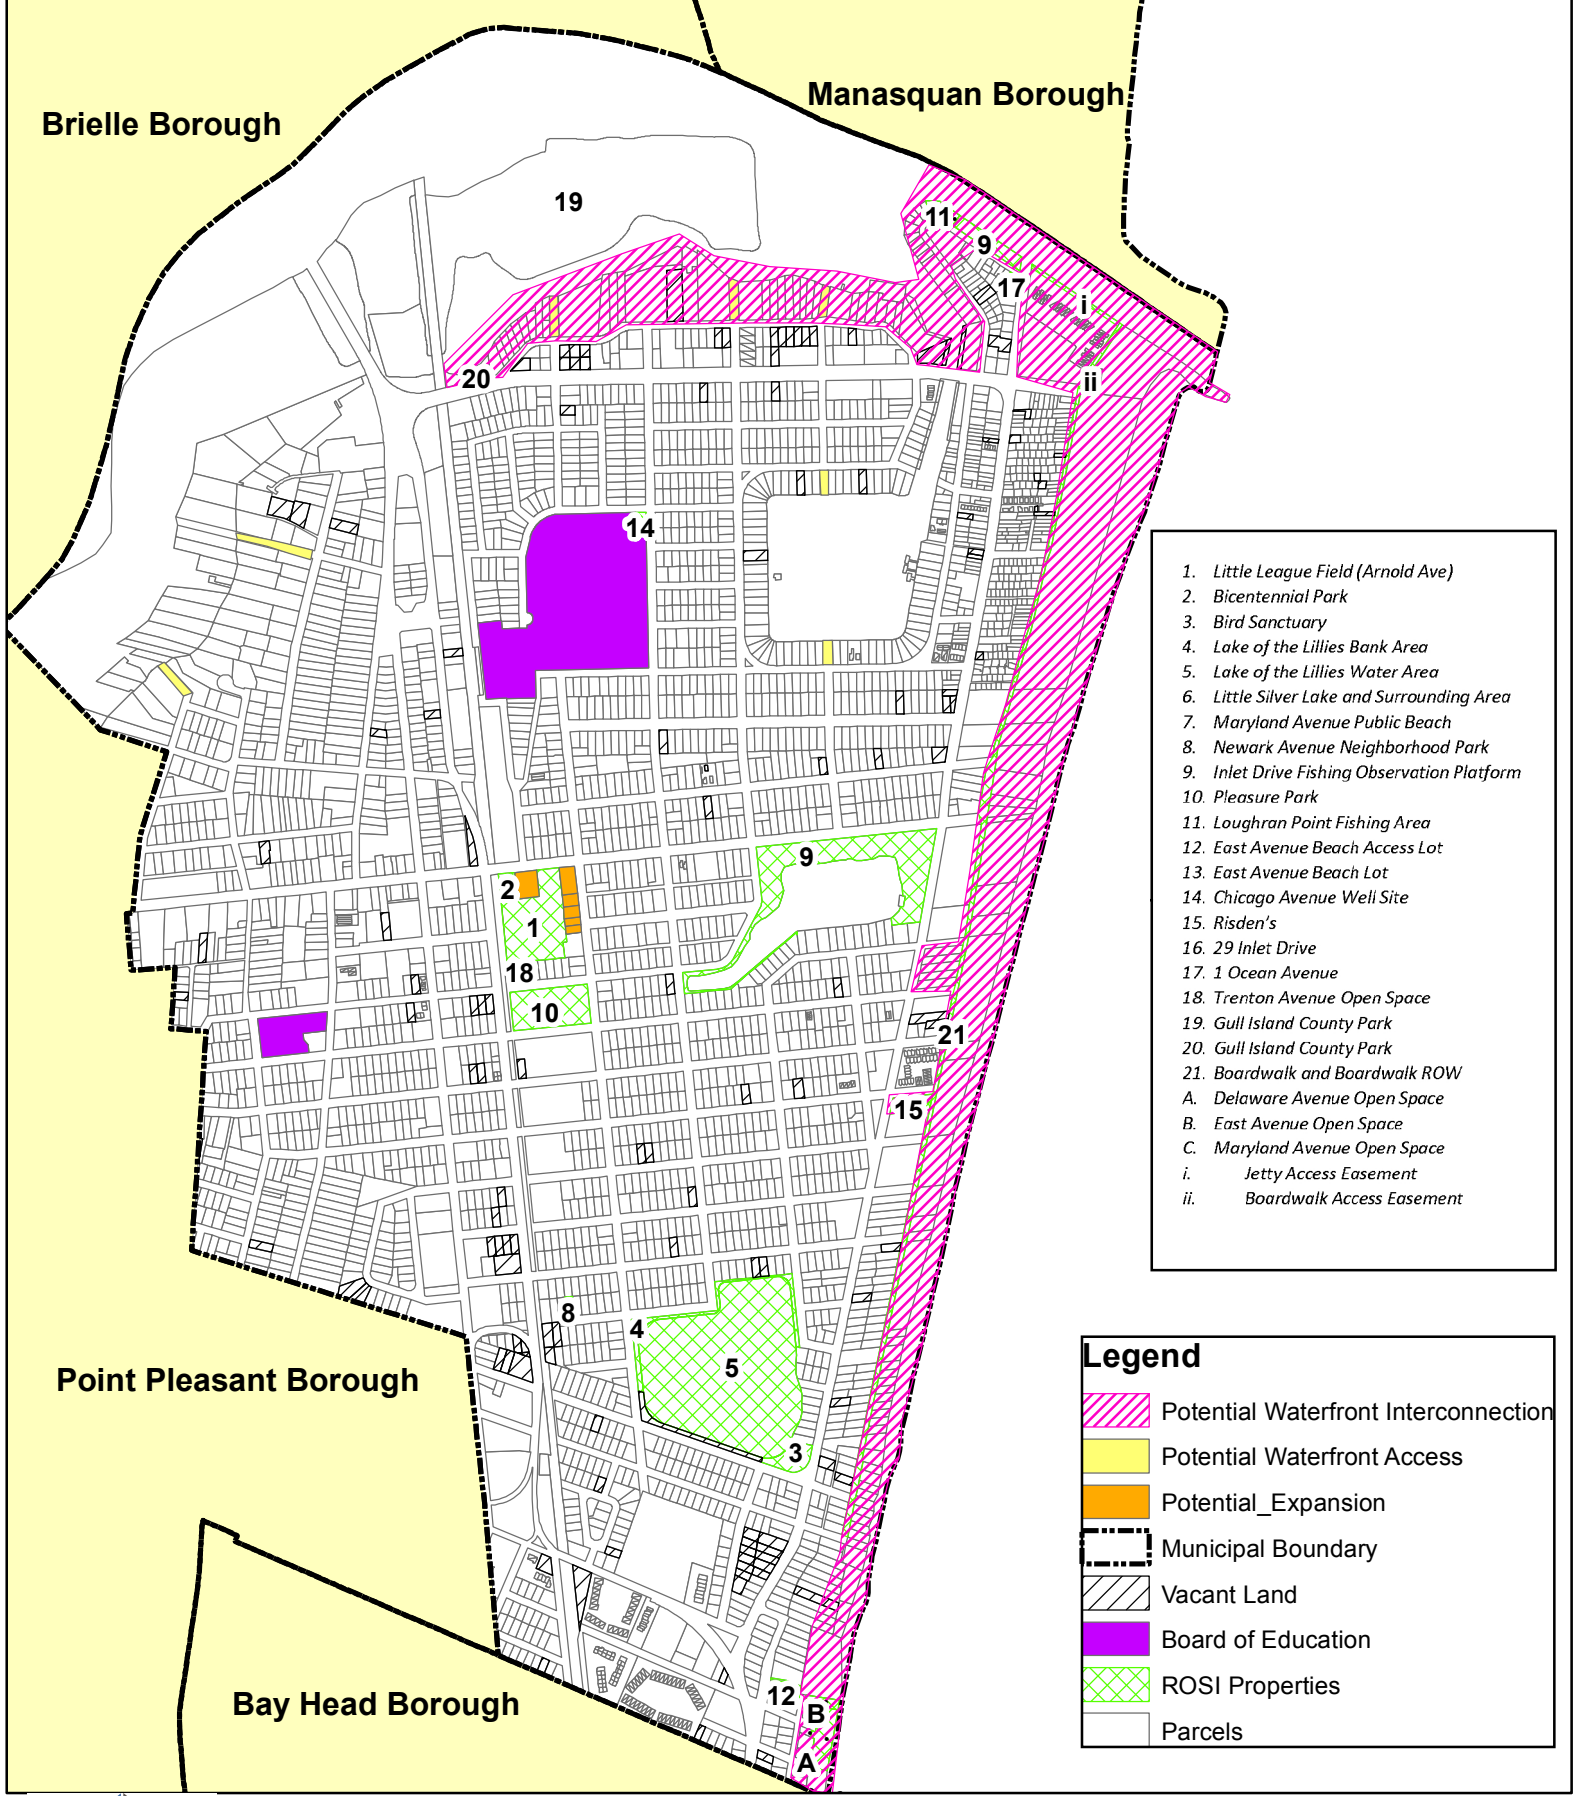 Manasquan Borough
Brielle Borough
19
11
9
17
i
20
ii
14
9
2
1
18
10
21
15
8
4
5
3
12
B
A
Point Pleasant Borough
Bay Head Borough
1. Little League Field (Arnold Ave)
2. Bicentennial Park
3. Bird Sanctuary
4. Lake of the Lillies Bank Area
5. Lake of the Lillies Water Area
6. Little Silver Lake and Surrounding Area
7. Maryland Avenue Public Beach
8. Newark Avenue Neighborhood Park
9. Inlet Drive Fishing Observation Platform
10. Pleasure Park
11. Loughran Point Fishing Area
12. East Avenue Beach Access Lot
13. East Avenue Beach Lot
14. Chicago Avenue Well Site
15. Risden's
16. 29 Inlet Drive
17. 1 Ocean Avenue
18. Trenton Avenue Open Space
19. Gull Island County Park
20. Gull Island County Park
21. Boardwalk and Boardwalk ROW
A. Delaware Avenue Open Space
B. East Avenue Open Space
C. Maryland Avenue Open Space
i. Jetty Access Easement
ii. Boardwalk Access Easement
Legend
Potential Waterfront Interconnection
Potential Waterfront Access
Potential_Expansion
Municipal Boundary
Vacant Land
Board of Education
ROSI Properties
Parcels